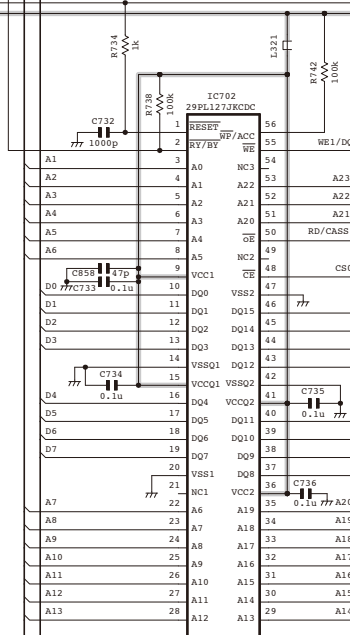 R734
1k
L321
R742
100k
R738
100k
IC702
29PL127JKCDC
C732
1000p
1 RESET WP/ACC 56
2 RY/BY WE 55 WE1/DQ
A1 3 A0 NC3 54
A2 4 A1 A22 53 A23
A3 5 A2 A21 52 A22
A4 6 A3 A20 51 A21
A5 7 A4 OE 50 RD/CASS
A6 8 A5 NC2 49
C858 47p 9 VCC1 CE 48 CS0
C733 0.1u
D0 10 DQ0 VSS2 47
D1 11 DQ1 DQ15 46
D2 12 DQ2 DQ14 45
D3 13 DQ3 DQ13 44
14 VSSQ1 DQ12 43
C734 0.1u 15 VCCQ1 VSSQ2 42
D4 16 DQ4 VCCQ2 41 C735 0.1u
D5 17 DQ5 DQ11 40
D6 18 DQ6 DQ10 39
D7 19 DQ7 DQ9 38
20 VSS1 DQ8 37
21 NC1 VCC2 36 C736 0.1u
A7 22 A6 A19 35 A20
A8 23 A7 A18 34 A19
A9 24 A8 A17 33 A18
A10 25 A9 A16 32 A17
A11 26 A10 A15 31 A16
A12 27 A11 A14 30 A15
A13 28 A12 A13 29 A14